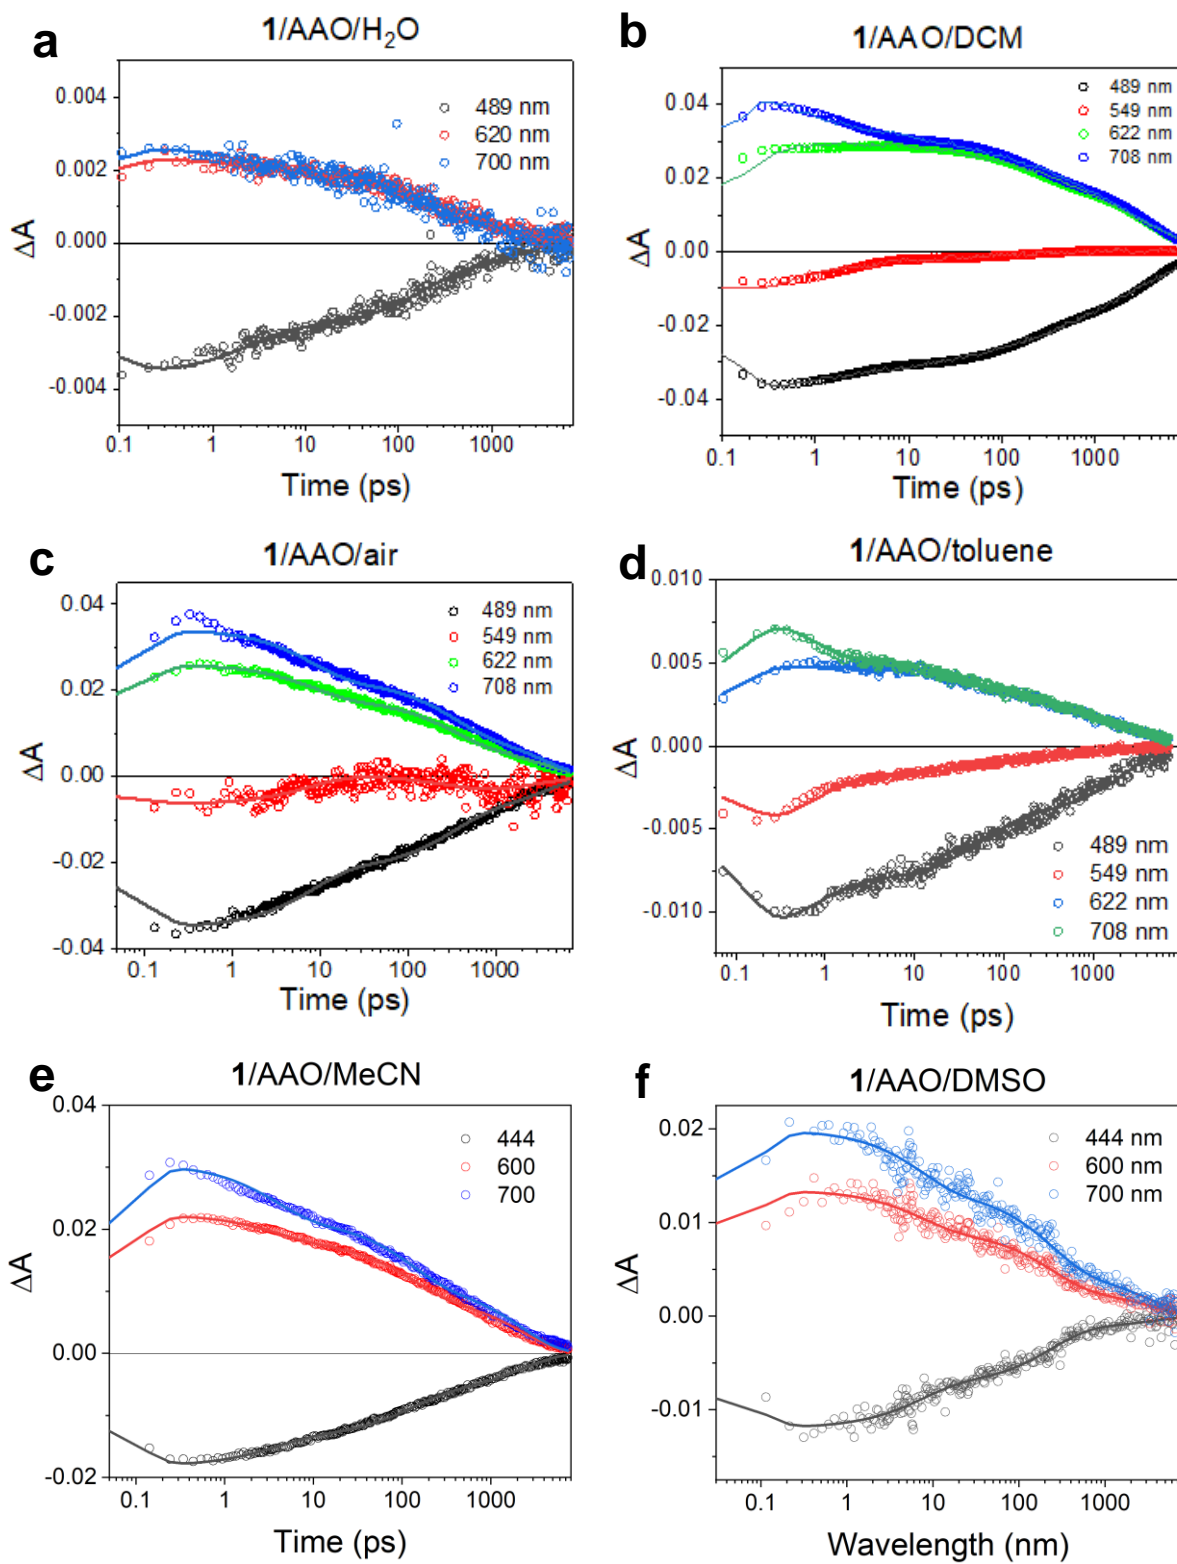 a
1/AAO/H₂O
0.004
0.002
0.000
-0.002
-0.004
ΔA
489 nm
620 nm
700 nm
0.1 1 10 100 1000
Time (ps)
b
1/AAO/DCM
0.04
0.02
0.00
-0.02
-0.04
ΔA
489 nm
549 nm
622 nm
708 nm
0.1 1 10 100 1000
Time (ps)
c
1/AAO/air
0.04
0.02
0.00
-0.02
-0.04
ΔA
489 nm
549 nm
622 nm
708 nm
0.1 1 10 100 1000
Time (ps)
d
1/AAO/toluene
0.010
0.005
0.000
-0.005
-0.010
ΔA
489 nm
549 nm
622 nm
708 nm
0.1 1 10 100 1000
Time (ps)
e
1/AAO/MeCN
0.04
0.02
0.00
-0.02
ΔA
444
600
700
0.1 1 10 100 1000
Time (ps)
f
1/AAO/DMSO
0.02
0.01
0.00
-0.01
ΔA
444 nm
600 nm
700 nm
0.1 1 10 100 1000
Wavelength (nm)